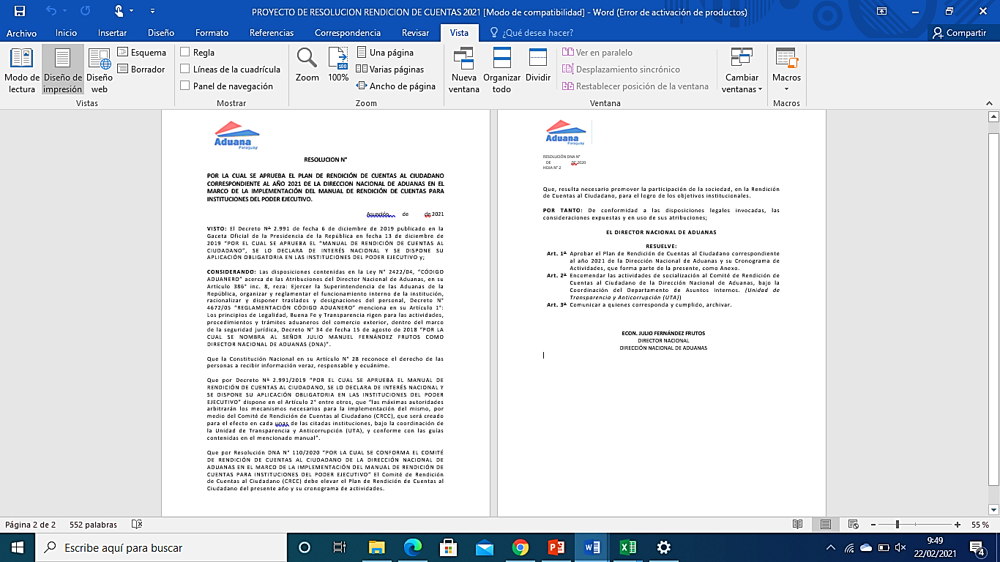 PROYECTO DE RESOLUCION RENDICION DE CUENTAS 2021 [Modo de compatibilidad] - Word (Error de activación de productos)
Archivo Inicio Insertar Diseño Formato Referencias Correspondencia Revisar Vista ¿Qué desea hacer? Compartir
Modo de lectura
Diseño de impresión
Diseño web
Esquema
Borrador
Vistas
Regla
Líneas de la cuadrícula
Panel de navegación
Mostrar
Zoom
100%
Una página
Varias páginas
Ancho de página
Zoom
Nueva ventana
Organizar todo
Dividir
Ver en paralelo
Desplazamiento sincrónico
Restablecer posición de la ventana
Cambiar ventanas
Ventana
Macros
Macros
Aduana
Paraguay
RESOLUCION N°
POR LA CUAL SE APRUEBA EL PLAN DE RENDICIÓN DE CUENTAS AL CIUDADANO
CORRESPONDIENTE AL AÑO 2021 DE LA DIRECCION NACIONAL DE ADUANAS EN EL
MARCO DE LA IMPLEMENTACIÓN DEL MANUAL DE RENDICIÓN DE CUENTAS PARA
INSTITUCIONES DEL PODER EJECUTIVO.
Asunción, de de 2021
VISTO: El Decreto N° 2.991 de fecha 6 de diciembre de 2019 publicado en la
Gaceta Oficial de la Presidencia de la República en fecha 13 de diciembre de
2019 “POR EL CUAL SE APRUEBA EL “MANUAL DE RENDICIÓN DE CUENTAS AL
CIUDADANO”, SE LO DECLARA DE INTERÉS NACIONAL Y SE DISPONE SU
APLICACIÓN OBLIGATORIA EN LAS INSTITUCIONES DEL PODER EJECUTIVO y;
CONSIDERANDO: Las disposiciones contenidas en la Ley N° 2422/04, “CÓDIGO
ADUANERO” acerca de las Atribuciones del Director Nacional de Aduanas, en su
Artículo 386° inc. 8, reza: Ejercer la Superintendencia de las Aduanas de la
República, organizar y reglamentar el funcionamiento interno de la institución,
racionalizar y disponer traslados y designaciones del personal, Decreto N°
4672/05 “REGLAMENTACIÓN CÓDIGO ADUANERO” menciona en su Artículo 1°:
Los principios de Legalidad, Buena Fe y Transparencia rigen para las actividades,
procedimientos y trámites aduaneros del comercio exterior, dentro del marco
de la seguridad jurídica, Decreto N° 34 de fecha 15 de agosto de 2018 “POR LA
CUAL SE NOMBRA AL SEÑOR JULIO MANUEL FERNÁNDEZ FRUTOS COMO
DIRECTOR NACIONAL DE ADUANAS (DNA)”.
Que la Constitución Nacional en su Artículo N° 28 reconoce el derecho de las
personas a recibir información veraz, responsable y ecuánime.
Que por Decreto N° 2.991/2019 “POR EL CUAL SE APRUEBA EL MANUAL DE
RENDICIÓN DE CUENTAS AL CIUDADANO, SE LO DECLARA DE INTERÉS NACIONAL Y
SE DISPONE SU APLICACIÓN OBLIGATORIA EN LAS INSTITUCIONES DEL PODER
EJECUTIVO” dispone en el Artículo 2° entre otros, que “las máximas autoridades
arbitrarán los mecanismos necesarios para la implementación del mismo, por
medio del Comité de Rendición de Cuentas al Ciudadano (CRCC), que será creado
para el efecto en cada unas de las citadas instituciones, bajo la coordinación de
la Unidad de Transparencia y Anticorrupción (UTA), y conforme con las guías
contenidas en el mencionado manual”.
Que por Resolución DNA N° 110/2020 “POR LA CUAL SE CONFORMA EL COMITÉ
DE RENDICIÓN DE CUENTAS AL CIUDADANO DE LA DIRECCIÓN NACIONAL DE
ADUANAS EN EL MARCO DE LA IMPLEMENTACIÓN DEL MANUAL DE RENDICIÓN DE
CUENTAS PARA INSTITUCIONES DEL PODER EJECUTIVO” El Comité de Rendición
de Cuentas al Ciudadano (CRCC) debe elevar el Plan de Rendición de Cuentas al
Ciudadano del presente año y su cronograma de actividades.
Aduana
Paraguay
RESOLUCIÓN DNA N°
DE DE 2020
HOJA N° 2
Que, resulta necesario promover la participación de la sociedad, en la Rendición
de Cuentas al Ciudadano, para el logro de los objetivos institucionales.
POR TANTO: De conformidad a las disposiciones legales invocadas, las
consideraciones expuestas y en uso de sus atribuciones;
EL DIRECTOR NACIONAL DE ADUANAS
RESUELVE:
Art. 1° Aprobar el Plan de Rendición de Cuentas al Ciudadano correspondiente
al año 2021 de la Dirección Nacional de Aduanas y su Cronograma de
Actividades, que forma parte de la presente, como Anexo.
Art. 2° Encomendar las actividades de socialización al Comité de Rendición de
Cuentas al Ciudadano de la Dirección Nacional de Aduanas, bajo la
Coordinación del Departamento de Asuntos Internos. (Unidad de
Transparencia y Anticorrupción (UTA))
Art. 3° Comunicar a quienes corresponda y cumplido, archivar.
ECON. JULIO FERNÁNDEZ FRUTOS
DIRECTOR NACIONAL
DIRECCIÓN NACIONAL DE ADUANAS
Página 2 de 2 552 palabras 55 %
Escribe aquí para buscar
9:49
22/02/2021
4